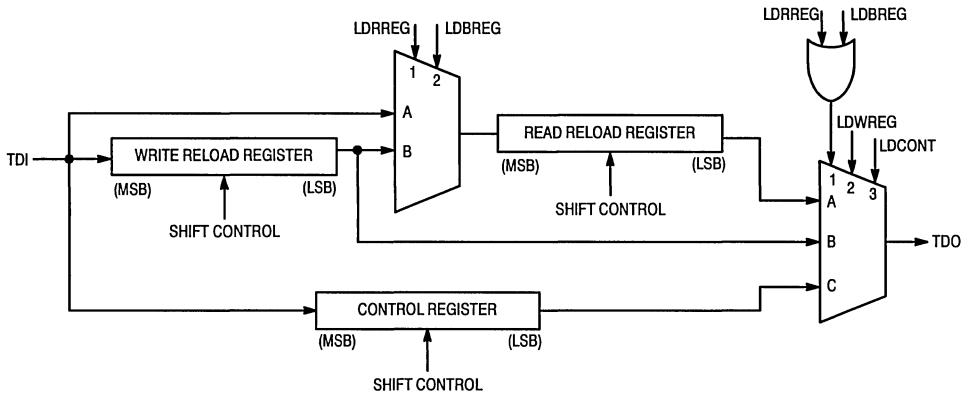 LDRREG LDBREG
LDRREG LDBREG
1 2
A
B
TDI
WRITE RELOAD REGISTER
(MSB) (LSB)
SHIFT CONTROL
READ RELOAD REGISTER
(MSB) (LSB)
SHIFT CONTROL
LDWREG
LDCONT
1 2 3
A
B
C
TDO
CONTROL REGISTER
(MSB) (LSB)
SHIFT CONTROL